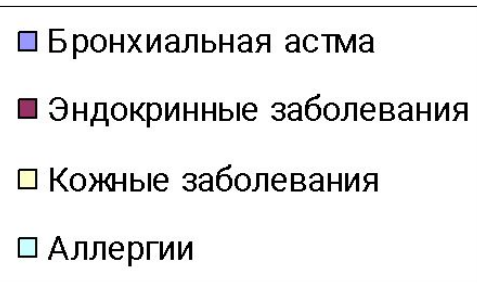 Бронхиальная астма
Эндокринные заболевания
Кожные заболевания
Аллергии